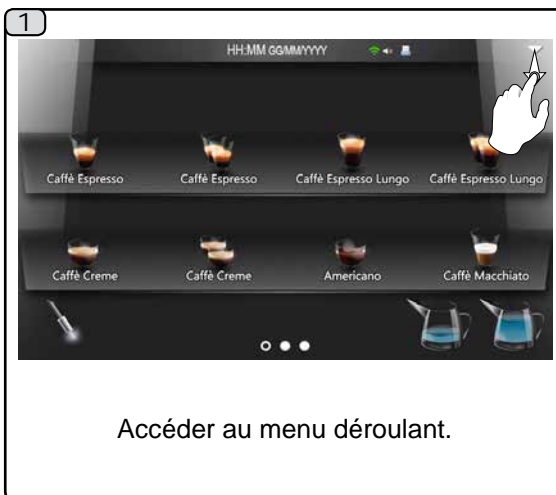 1
HH:MM GG/MM/YYYY
Caffè Espresso Caffè Espresso Caffè Espresso Lungo Caffè Espresso Lungo
Caffè Creme Caffè Creme Americano Caffè Macchiato
Accéder au menu déroulant.